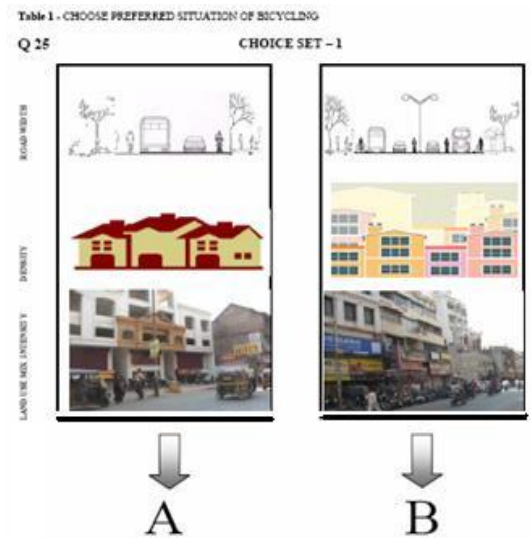 Table 1 - CHOOSE PREFERRED SITUATION OF BICYCLING
Q 25
CHOICE SET – 1
ROAD WIDTH
DENSITY
LAND USE MIX INTENSITY
A
B